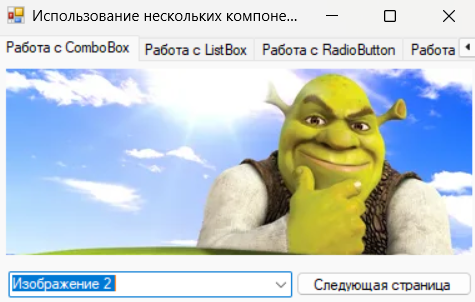 Использование нескольких компоне...
Работа с ComboBox Работа с ListBox Работа с RadioButton Работа
Изображение 2 Следующая страница